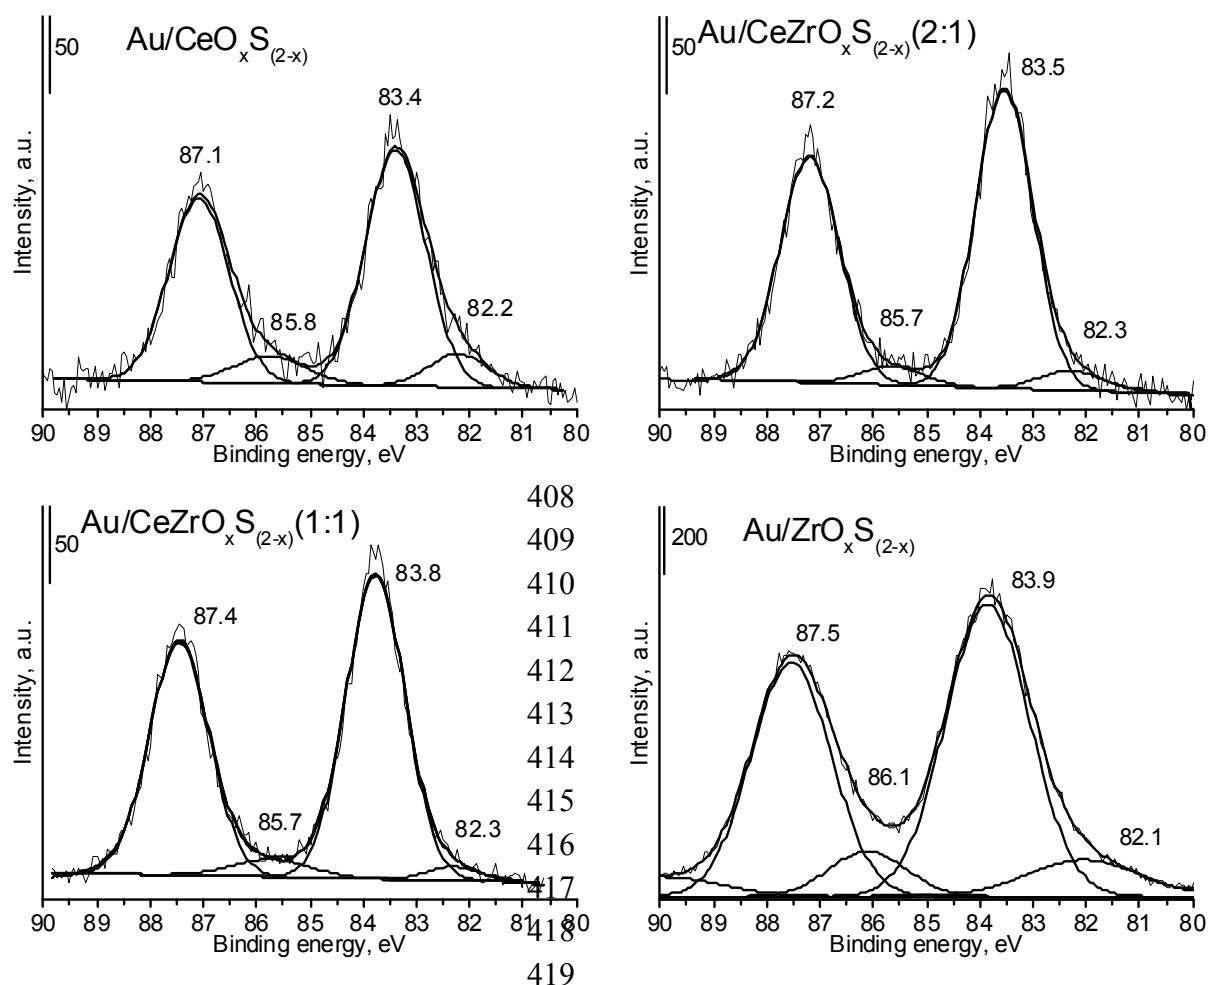 50
Au/CeOxS(2-x)
83.4
87.1
85.8
82.2
Intensity, a.u.
90 89 88 87 86 85 84 83 82 81 80
Binding energy, eV
50
Au/CeZrOxS(2-x)(2:1)
83.5
87.2
85.7
82.3
Intensity, a.u.
90 89 88 87 86 85 84 83 82 81 80
Binding energy, eV
50
Au/CeZrOxS(2-x)(1:1)
83.8
87.4
85.7
82.3
Intensity, a.u.
90 89 88 87 86 85 84 83 82 81 80
Binding energy, eV
408
409
410
411
412
413
414
415
416
417
418
419
200
Au/ZrOxS(2-x)
83.9
87.5
86.1
82.1
Intensity, a.u.
90 89 88 87 86 85 84 83 82 81 80
Binding energy, eV